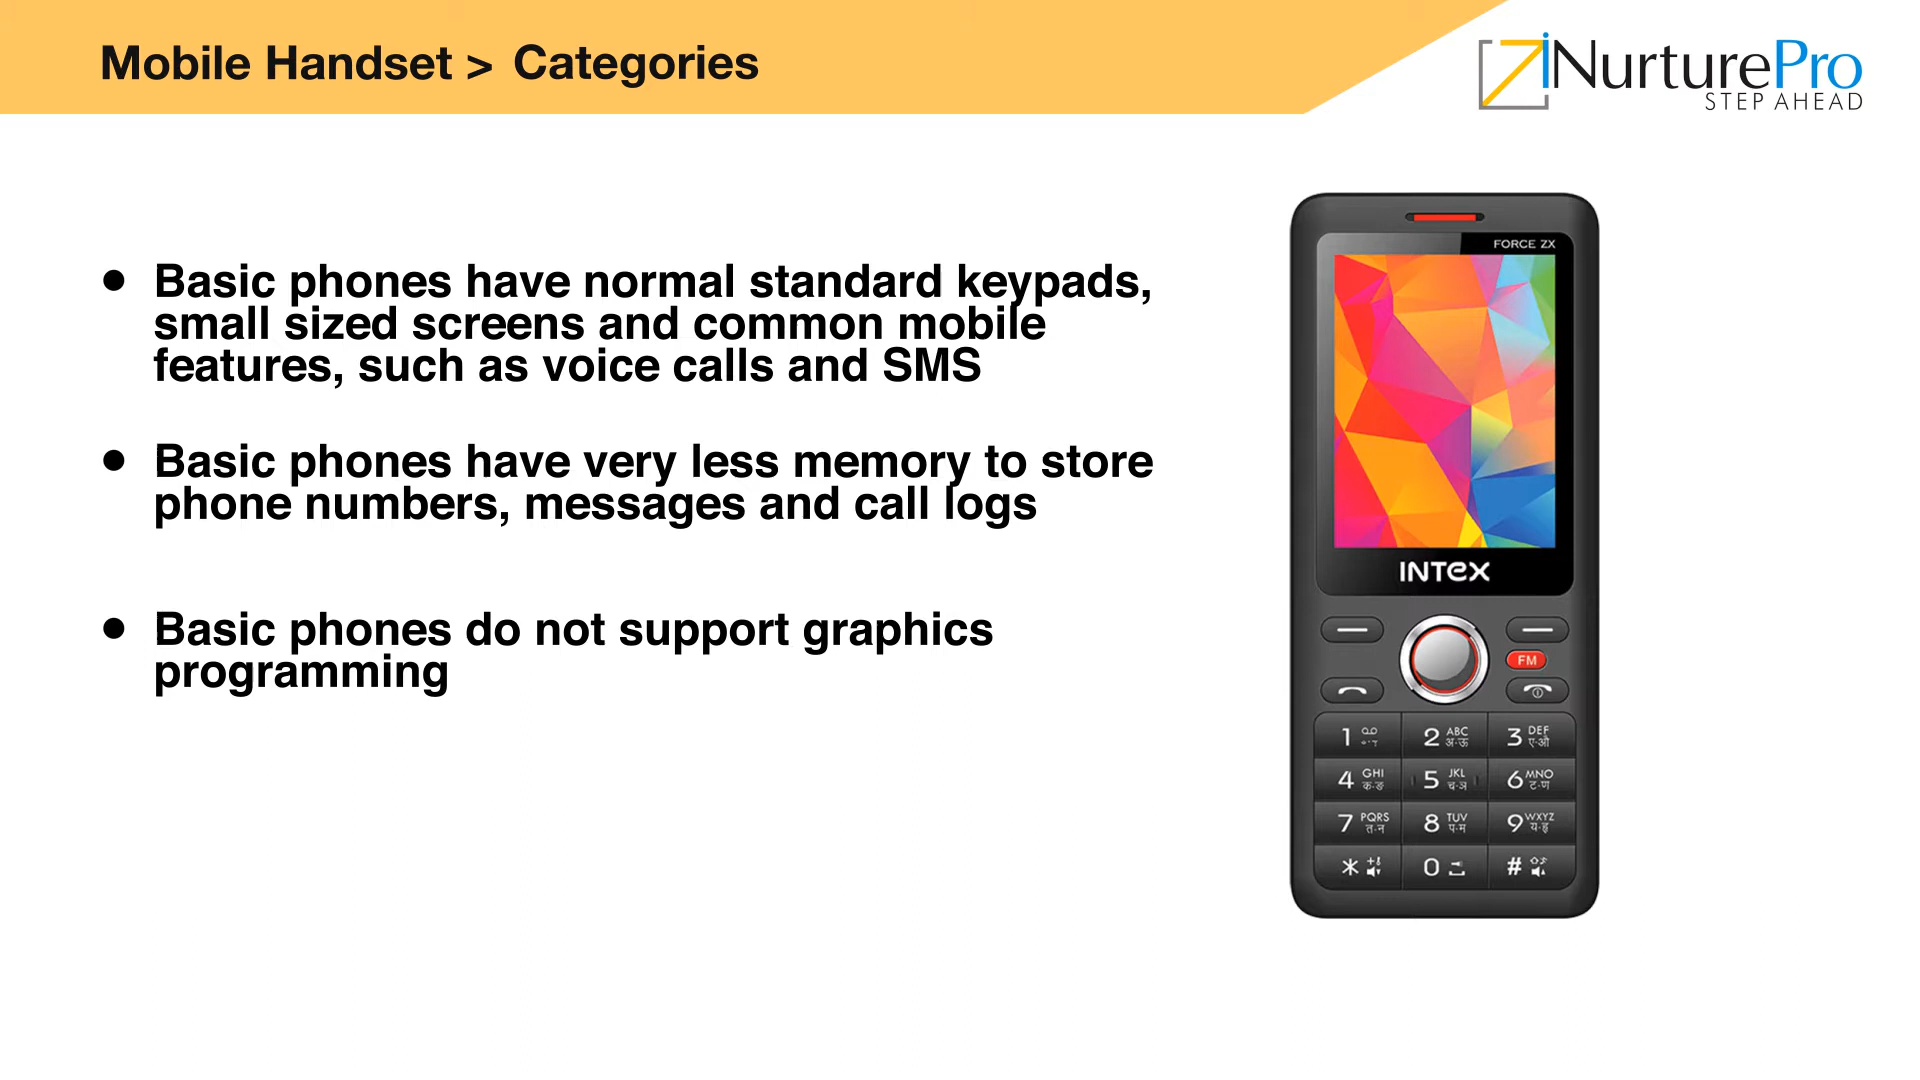 Mobile Handset > Categories
iNurturePro
STEP AHEAD
• Basic phones have normal standard keypads,
small sized screens and common mobile
features, such as voice calls and SMS
• Basic phones have very less memory to store
phone numbers, messages and call logs
• Basic phones do not support graphics
programming
FORCE ZX
INTEX
FM
1
2 ABC अ-ऊ
3 DEF ए-औ
4 GHI क-ङ
5 JKL च-ञ
6 MNO ट-ण
7 PQRS त-न
8 TUV प-म
9 WXYZ य-ह
*
0
#